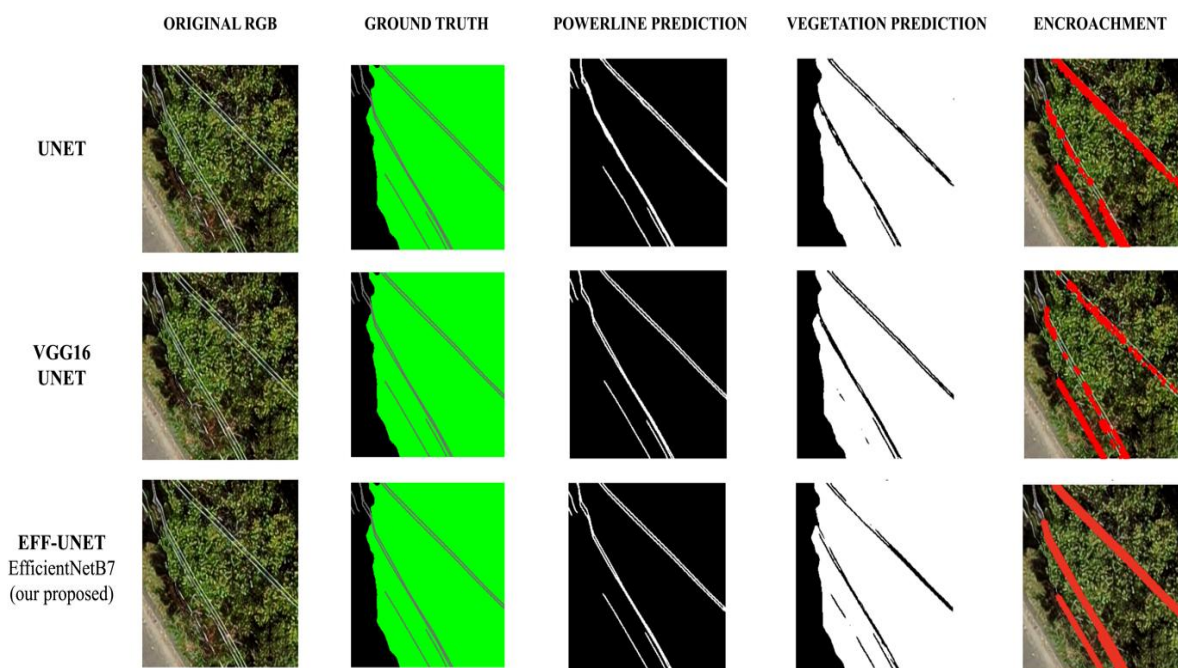 ORIGINAL RGB
GROUND TRUTH
POWERLINE PREDICTION
VEGETATION PREDICTION
ENCROACHMENT
UNET
VGG16
UNET
EFF-UNET
EfficientNetB7
(our proposed)